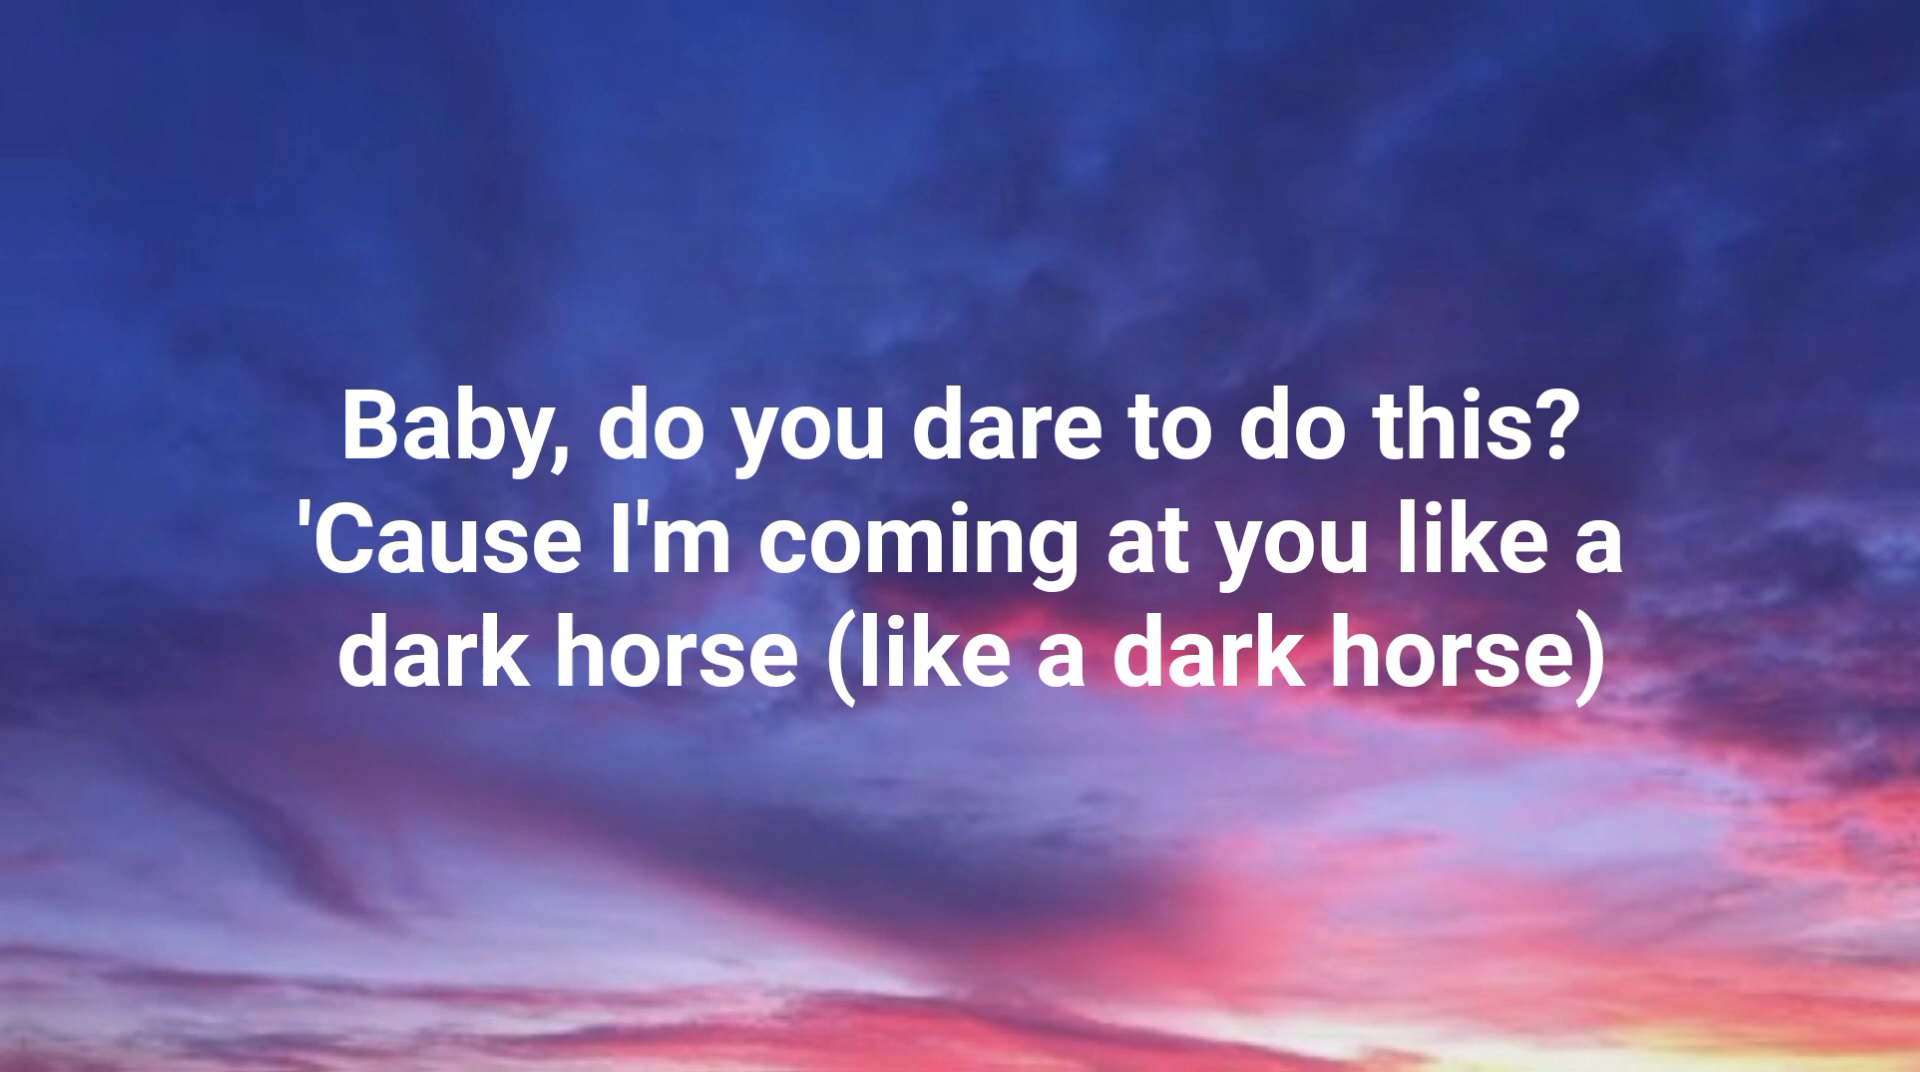 Baby, do you dare to do this?
'Cause I'm coming at you like a
dark horse (like a dark horse)